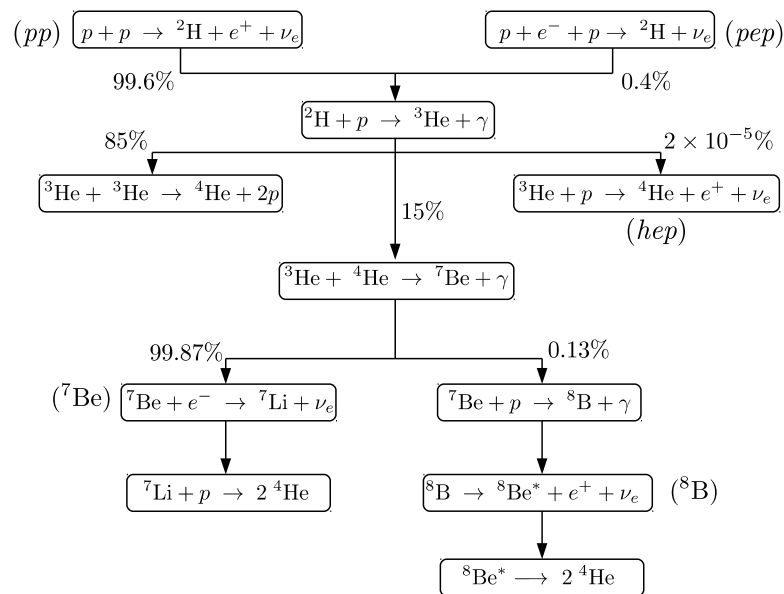 (pp) p + p → ²H + e⁺ + νₑ
p + e⁻ + p → ²H + νₑ (pep)
99.6%
0.4%
²H + p → ³He + γ
85%
2 × 10⁻⁵%
³He + ³He → ⁴He + 2p
³He + p → ⁴He + e⁺ + νₑ
15%
(hep)
³He + ⁴He → ⁷Be + γ
99.87%
0.13%
(⁷Be) ⁷Be + e⁻ → ⁷Li + νₑ
⁷Be + p → ⁸B + γ
⁷Li + p → 2 ⁴He
⁸B → ⁸Be* + e⁺ + νₑ (⁸B)
⁸Be* → 2 ⁴He